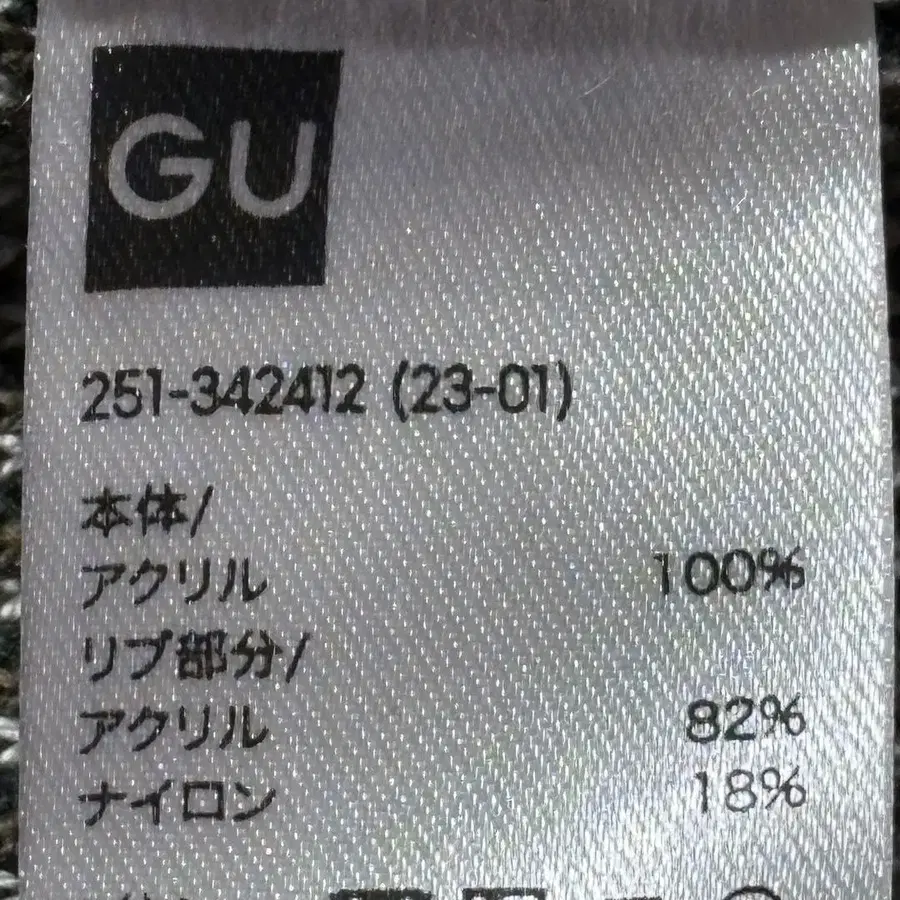 GU
251-342412 (23-01)
本体/
アクリル 100%
リブ部分/
アクリル 82%
ナイロン 18%